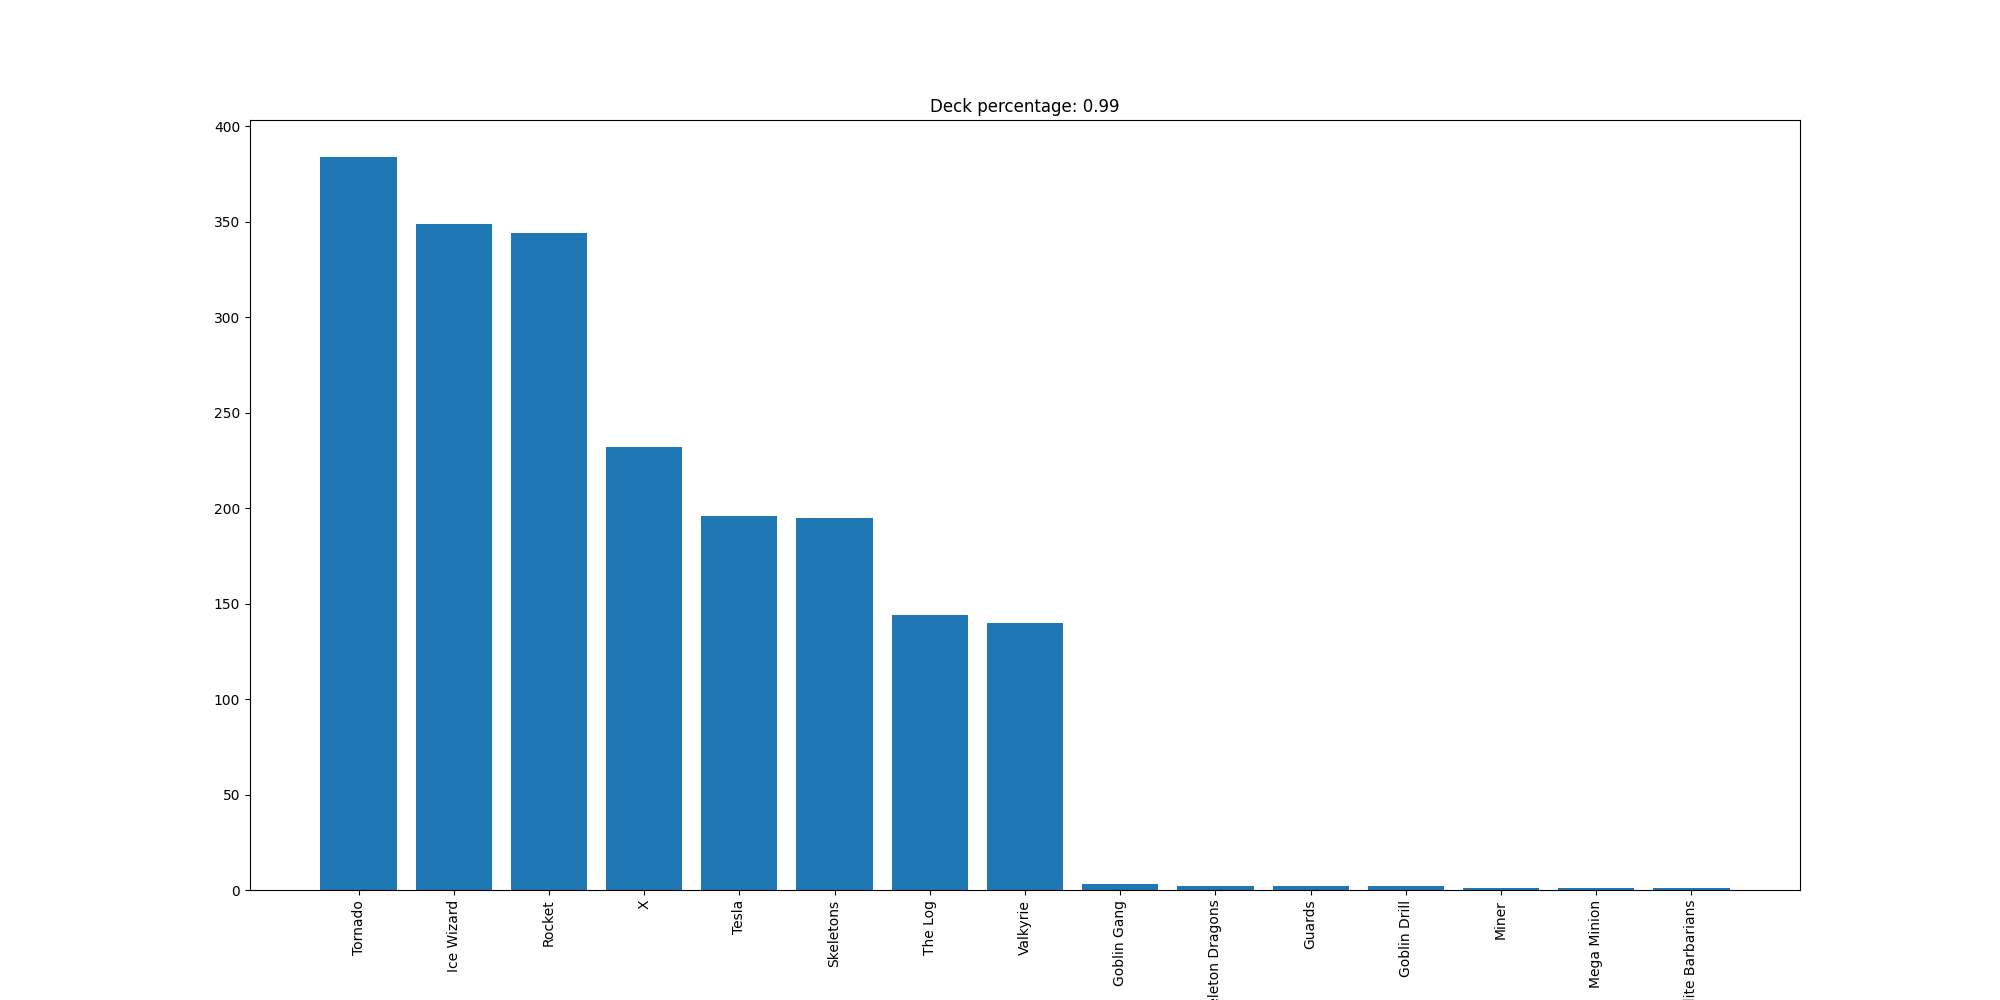 Deck percentage: 0.99
400
350
300
250
200
150
100
50
0
Tornado
Ice Wizard
Rocket
X
Tesla
Skeletons
The Log
Valkyrie
Goblin Gang
eleton Dragons
Guards
Goblin Drill
Miner
Mega Minion
lite Barbarians